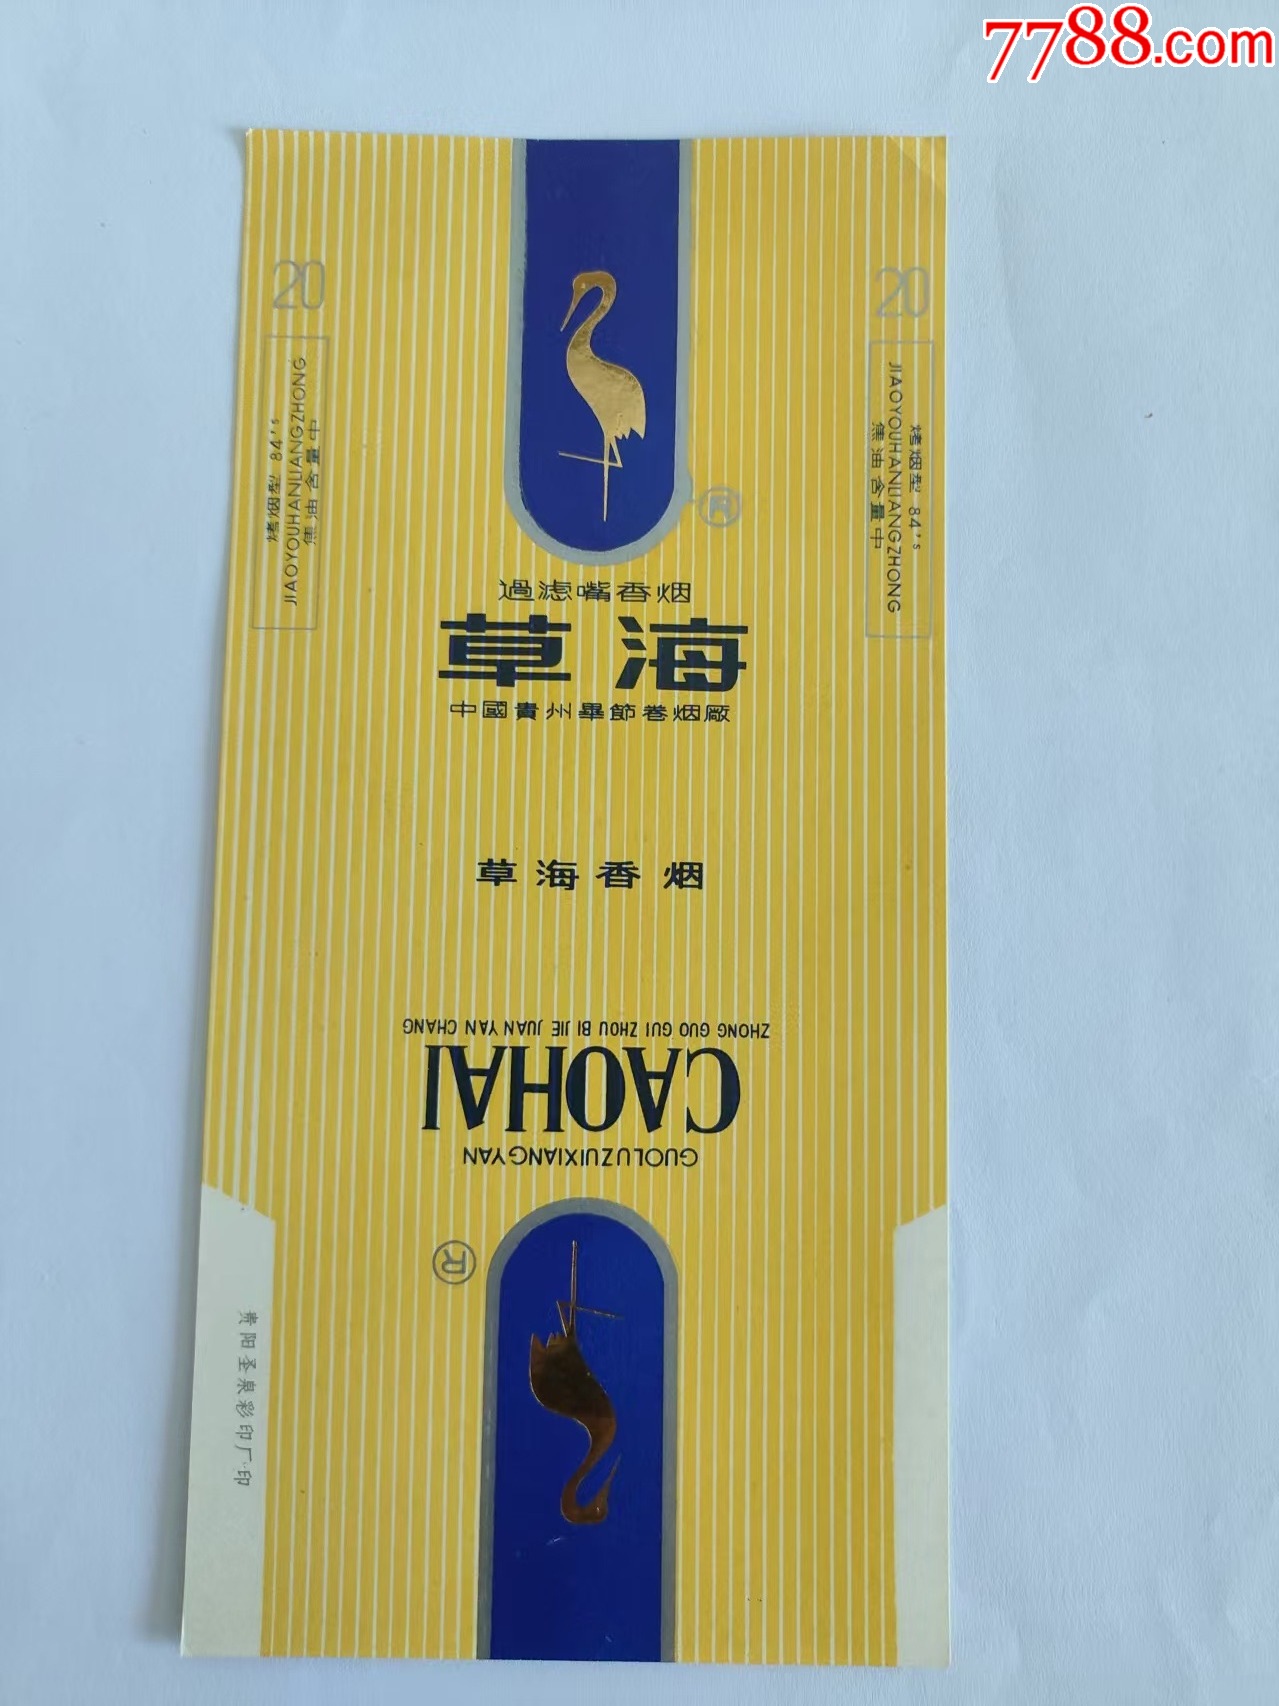 7788.com
20
烤烟型 84's
JIAOYOUHANLIANGZHONG
焦油含量中
20
烤烟型 84's
JIAOYOUHANLIANGZHONG
焦油含量中
®
過滤嘴香烟
草海
中國貴州畢節卷烟廠
草海香烟
ZHONG GUO GUI ZHOU BI JIE JUAN YAN CHANG
CAOHAI
GUOLUZUIXIANGYAN
®
贵阳圣泉彩印厂印